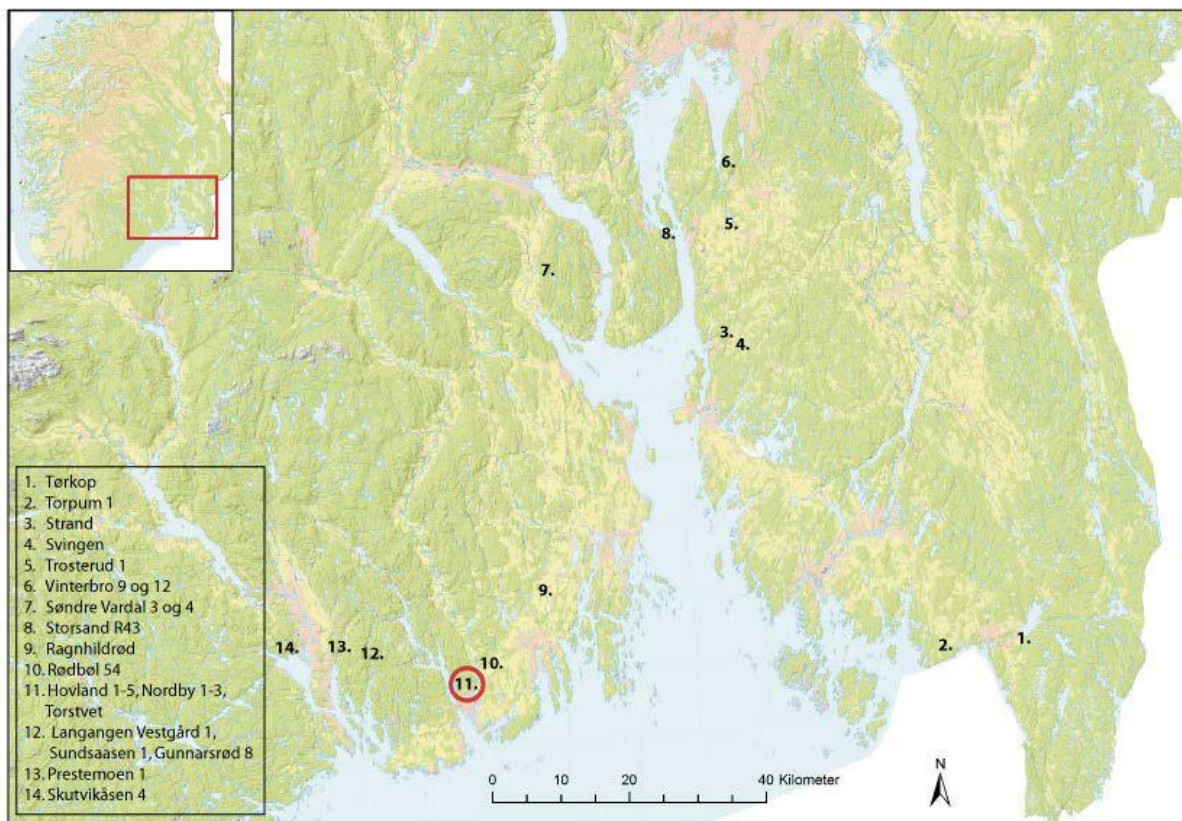 6.
5.
8.
7.
3.
4.
9.
14.
13.
12.
10.
11.
2.
1.
1. Tørkop
2. Torpum 1
3. Strand
4. Svingen
5. Trosterud 1
6. Vinterbro 9 og 12
7. Søndre Vardal 3 og 4
8. Storsand R43
9. Ragnhildrød
10. Rødbøl 54
11. Hovland 1-5, Nordby 1-3,
Torstvet
12. Langangen Vestgård 1,
Sundsaasen 1, Gunnarsrød 8
13. Prestemoen 1
14. Skutvikåsen 4
0 10 20 40 Kilometer
N